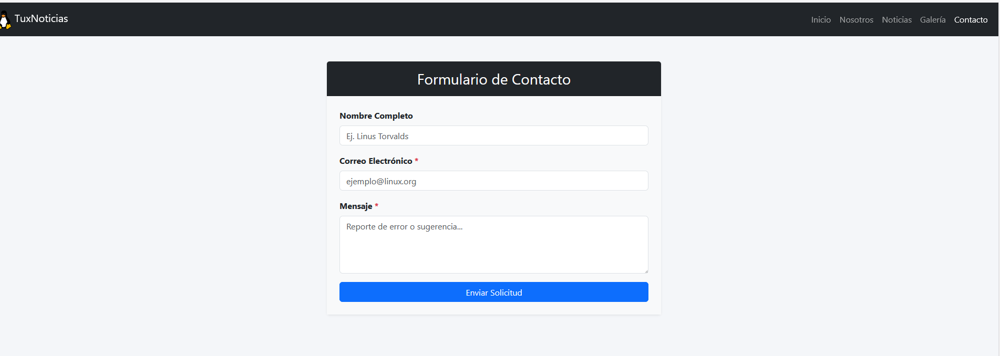 TuxNoticias
Inicio Nosotros Noticias Galería Contacto
Formulario de Contacto
Nombre Completo
Ej. Linus Torvalds
Correo Electrónico *
ejemplo@linux.org
Mensaje *
Reporte de error o sugerencia...
Enviar Solicitud